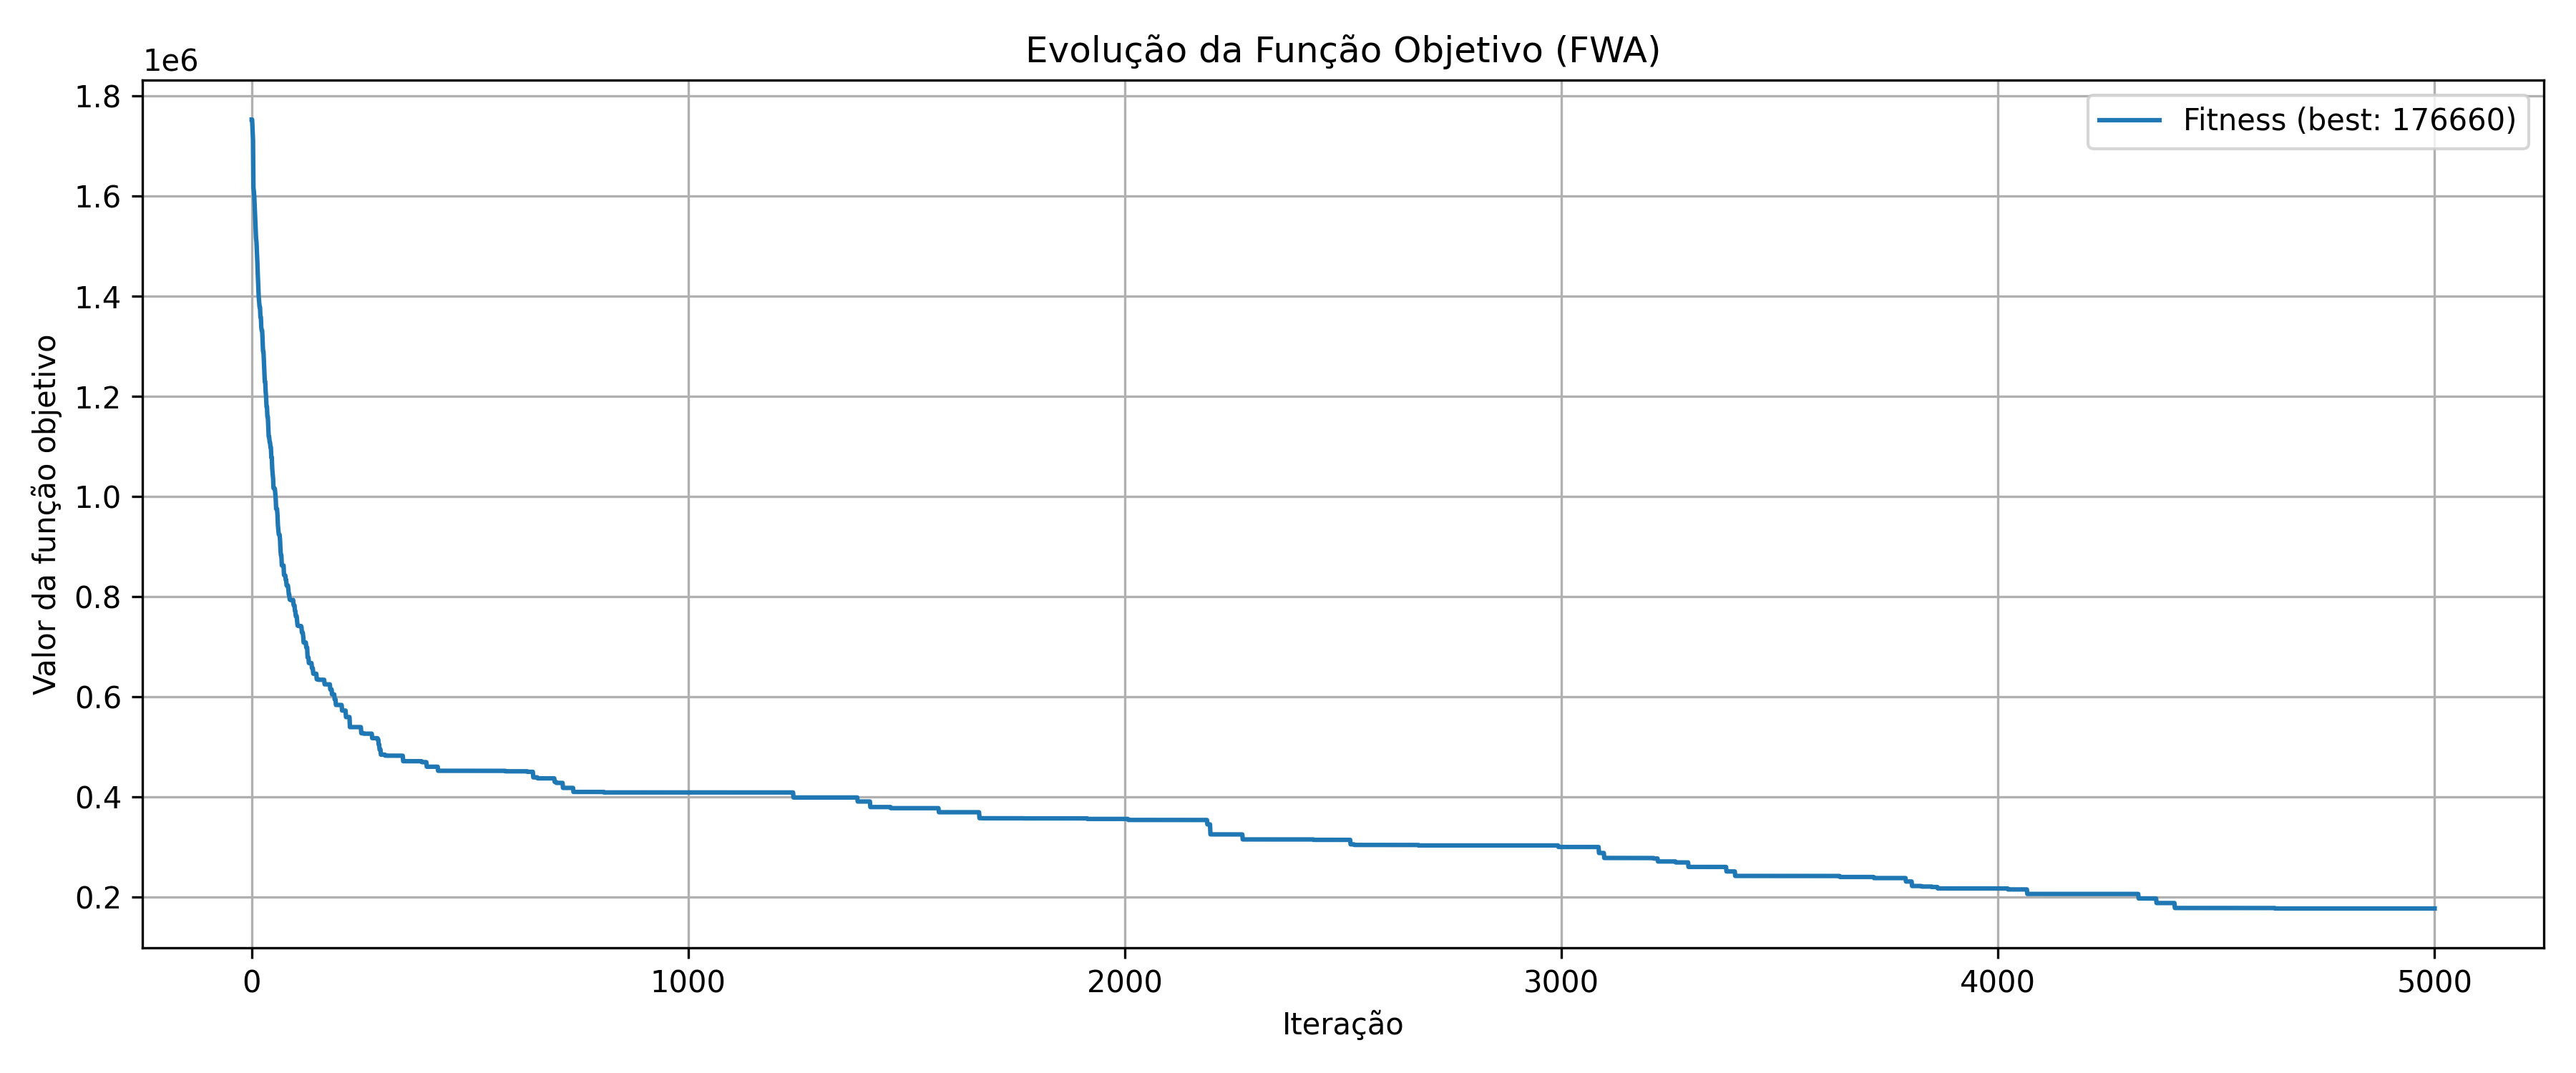 Evolução da Função Objetivo (FWA)
1e6
Fitness (best: 176660)
1.8
1.6
1.4
1.2
1.0
0.8
0.6
0.4
0.2
Valor da função objetivo
0 1000 2000 3000 4000 5000
Iteração